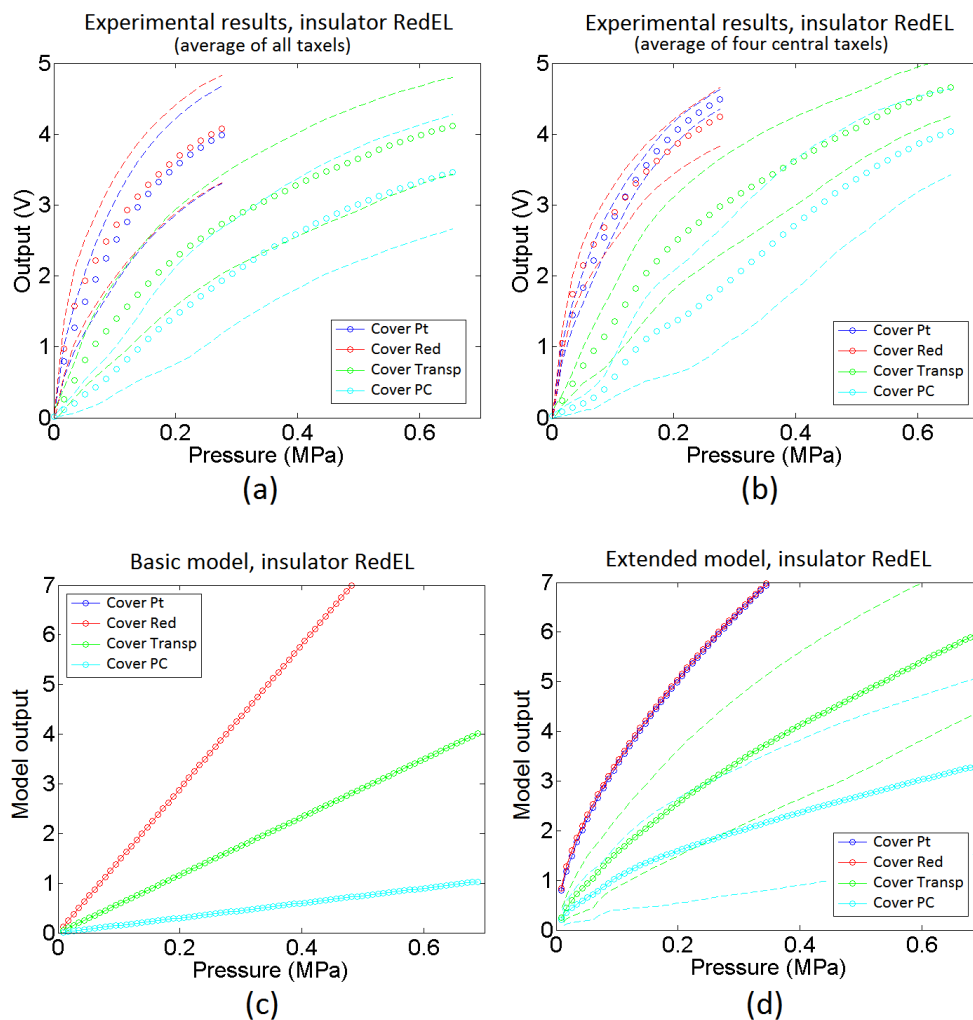 Experimental results, insulator RedEL
(average of all taxels)
5
4
3
2
1
0
Output (V)
0
0.2
0.4
0.6
Pressure (MPa)
Cover Pt
Cover Red
Cover Transp
Cover PC
(a)
Experimental results, insulator RedEL
(average of four central taxels)
5
4
3
2
1
0
Output (V)
0
0.2
0.4
0.6
Pressure (MPa)
Cover Pt
Cover Red
Cover Transp
Cover PC
(b)
Basic model, insulator RedEL
7
6
5
4
3
2
1
0
Model output
Cover Pt
Cover Red
Cover Transp
Cover PC
0
0.2
0.4
0.6
Pressure (MPa)
(c)
Extended model, insulator RedEL
7
6
5
4
3
2
1
0
Model output
Cover Pt
Cover Red
Cover Transp
Cover PC
0
0.2
0.4
0.6
Pressure (MPa)
(d)